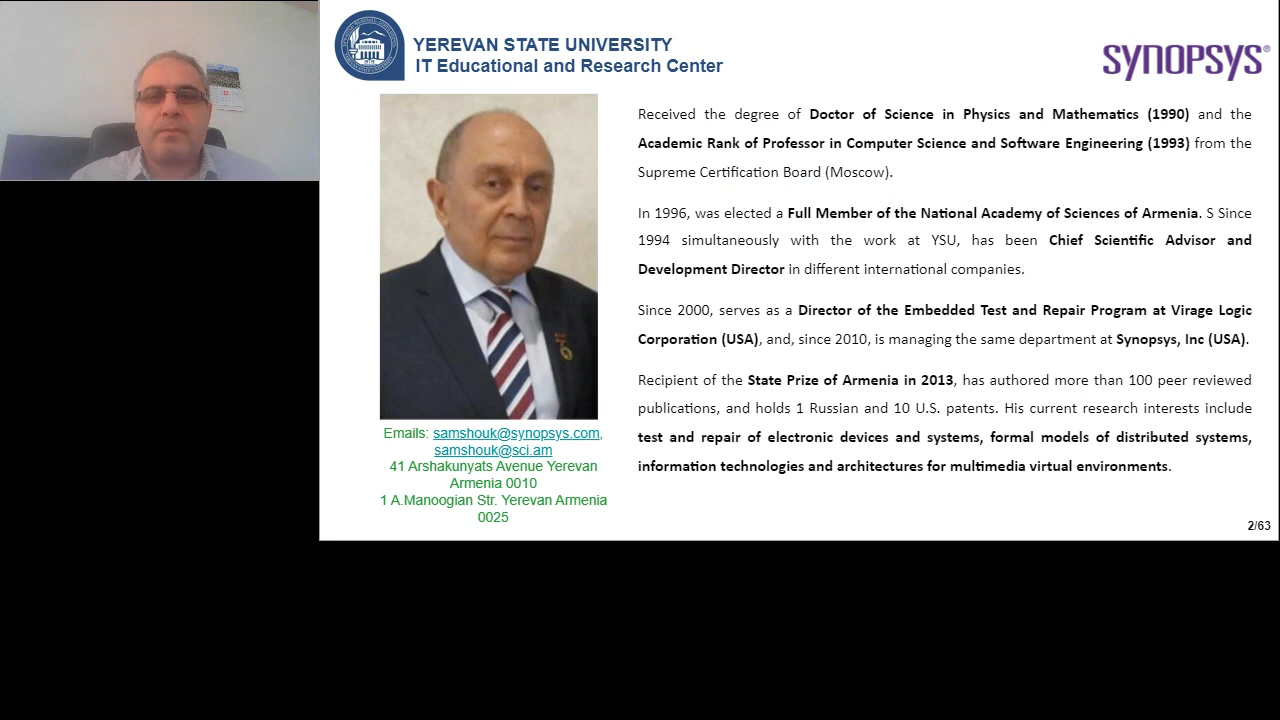 YEREVAN STATE UNIVERSITY
IT Educational and Research Center
SYNOPSYS®
Received the degree of Doctor of Science in Physics and Mathematics (1990) and the
Academic Rank of Professor in Computer Science and Software Engineering (1993) from the
Supreme Certification Board (Moscow).
In 1996, was elected a Full Member of the National Academy of Sciences of Armenia. S Since
1994 simultaneously with the work at YSU, has been Chief Scientific Advisor and
Development Director in different international companies.
Since 2000, serves as a Director of the Embedded Test and Repair Program at Virage Logic
Corporation (USA), and, since 2010, is managing the same department at Synopsys, Inc (USA).
Recipient of the State Prize of Armenia in 2013, has authored more than 100 peer reviewed
publications, and holds 1 Russian and 10 U.S. patents. His current research interests include
test and repair of electronic devices and systems, formal models of distributed systems,
information technologies and architectures for multimedia virtual environments.
Emails: samshouk@synopsys.com,
samshouk@sci.am
41 Arshakunyats Avenue Yerevan
Armenia 0010
1 A.Manoogian Str. Yerevan Armenia
0025
2/63